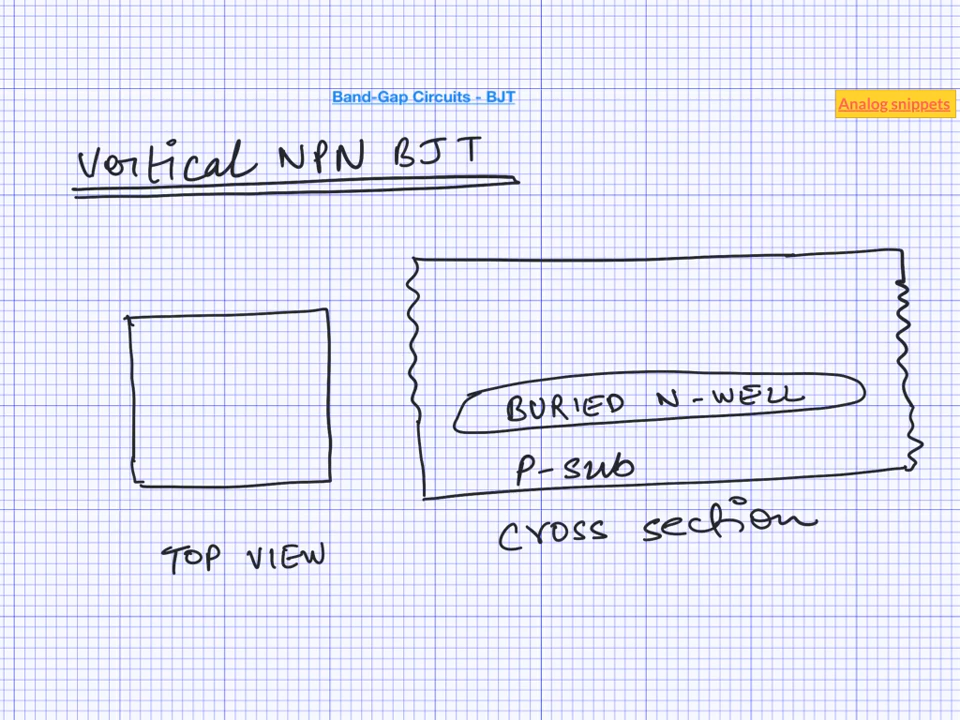 Band-Gap Circuits - BJT
Analog snippets
Vertical NPN BJT
BURIED N-WELL
P-sub
TOP VIEW
cross section